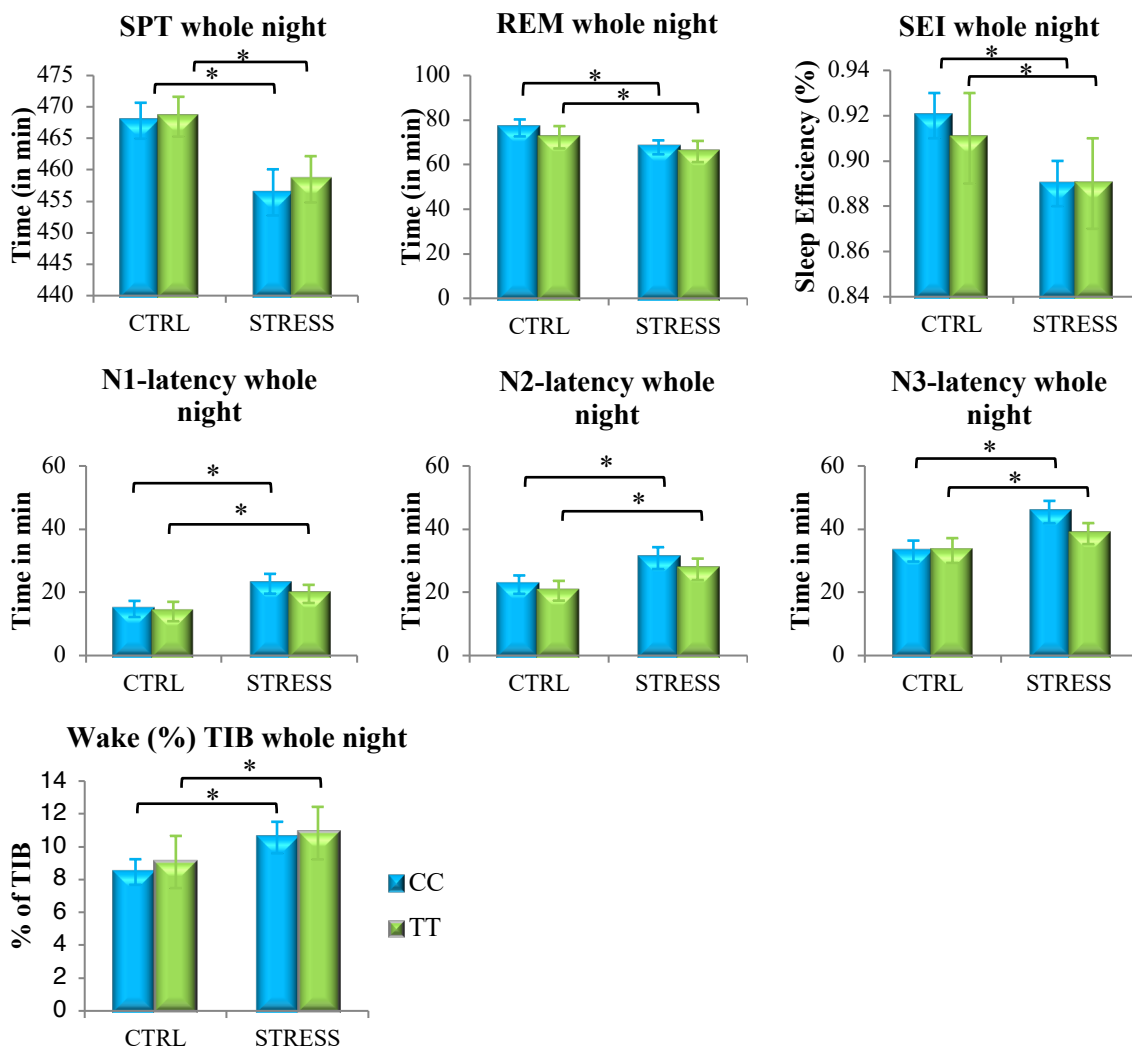 SPT whole night
*
*
Time (in min)
475
470
465
460
455
450
445
440
CTRL
STRESS
REM whole night
*
*
Time (in min)
100
80
60
40
20
0
CTRL
STRESS
SEI whole night
*
*
Sleep Efficiency (%)
0.94
0.92
0.90
0.88
0.86
0.84
CTRL
STRESS
N1-latency whole
night
*
*
Time in min
60
40
20
0
CTRL
STRESS
N2-latency whole
night
*
*
Time in min
60
40
20
0
CTRL
STRESS
N3-latency whole
night
*
*
Time in min
60
40
20
0
CTRL
STRESS
Wake (%) TIB whole night
*
*
% of TIB
14
12
10
8
6
4
2
0
CTRL
STRESS
CC
TT